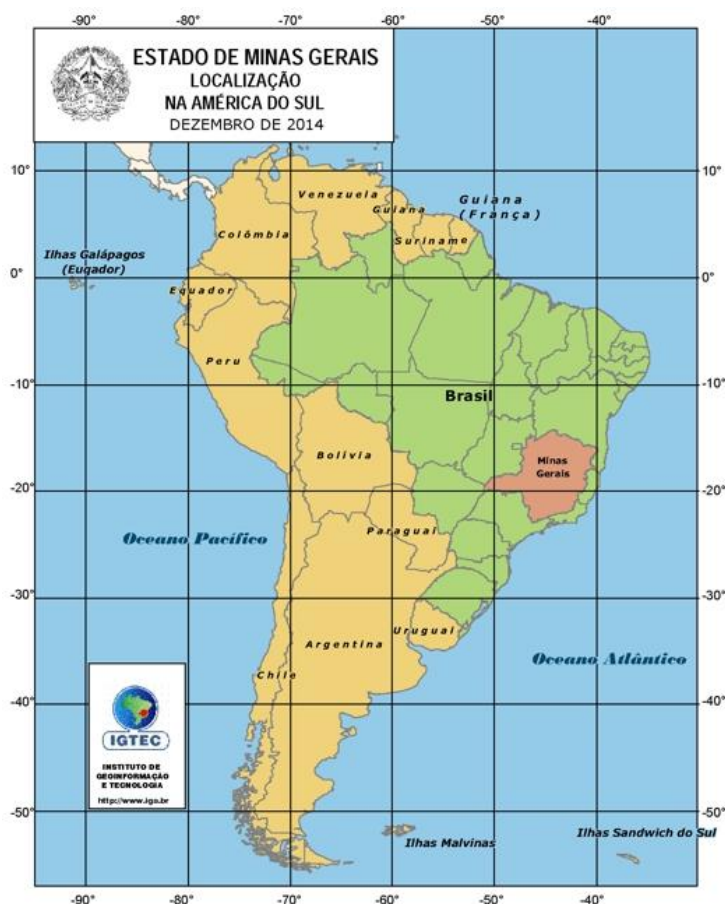 -90° -80° -70° -60° -50° -40°
ESTADO DE MINAS GERAIS
LOCALIZAÇÃO
NA AMÉRICA DO SUL
DEZEMBRO DE 2014
10° 10°
Venezuela
Guiana
Guiana
(França)
Colômbia
Suriname
Ilhas Galápagos
(Euqador)
0° 0°
Equador
Peru
-10° -10°
Brasil
Bolívia
Minas
Gerais
-20° -20°
Paraguai
Oceano Pacífico
-30° -30°
Uruguai
Argentina
Oceano Atlântico
Chile
-40° -40°
IGTEC
INSTITUTO DE
GEOINFORMAÇÃO
E TECNOLOGIA
http://www.iga.br
-50° -50°
Ilhas Malvinas
Ilhas Sandwich do Sul
-90° -80° -70° -60° -50° -40°